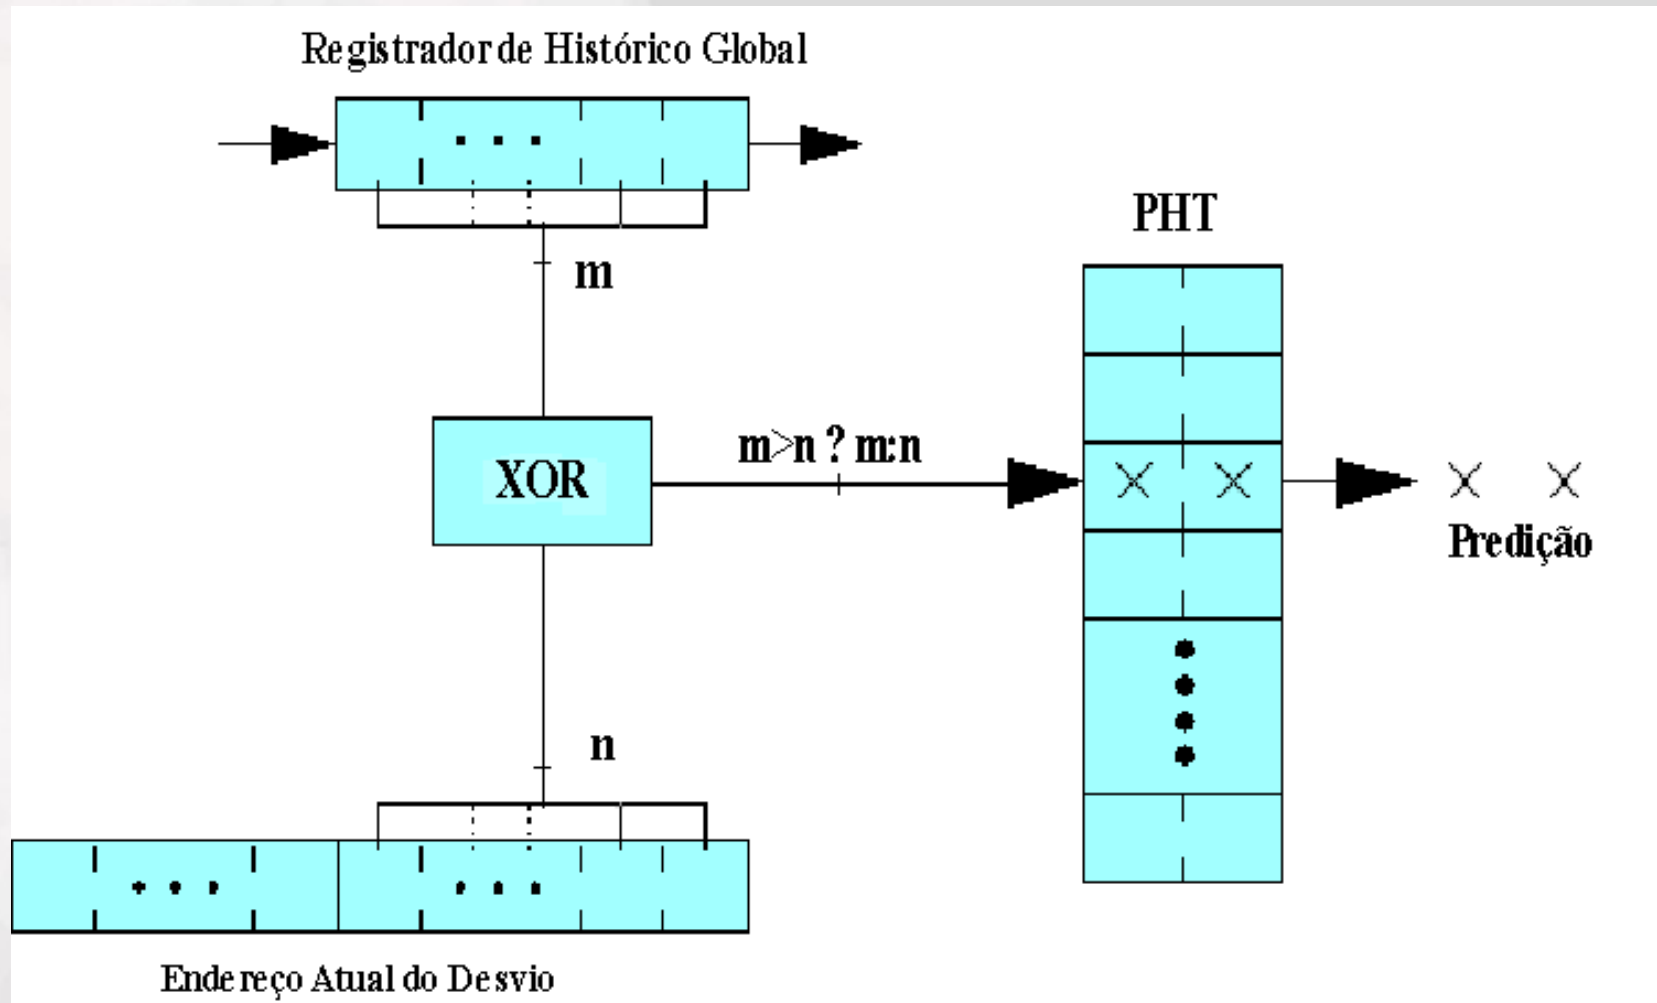 Registrador de Histórico Global
PHT
m
XOR
m>n ? m:n
X X
X X
Predição
n
Endereço Atual do Desvio